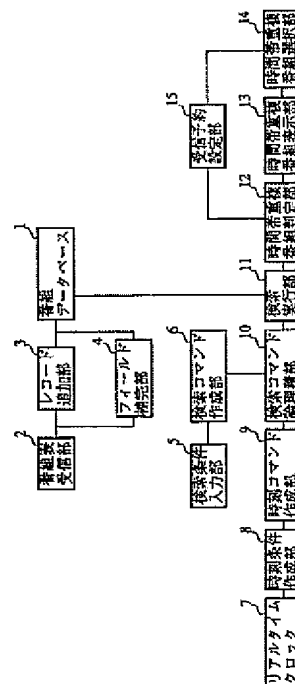 1
番組
データベース
2
番組表
受信部
3
レコード
追加部
4
フィールド
補完部
5
検索条件
入力部
6
検索コマンド
作成部
7
リアルタイム
クロック
8
時刻条件
作成部
9
時刻コマンド
作成部
10
検索コマンド
論理積部
11
検索
実行部
12
時間帯重複
番組判定部
13
時間帯重複
番組表示部
14
時間帯重複
番組選択部
15
受信予約
設定部